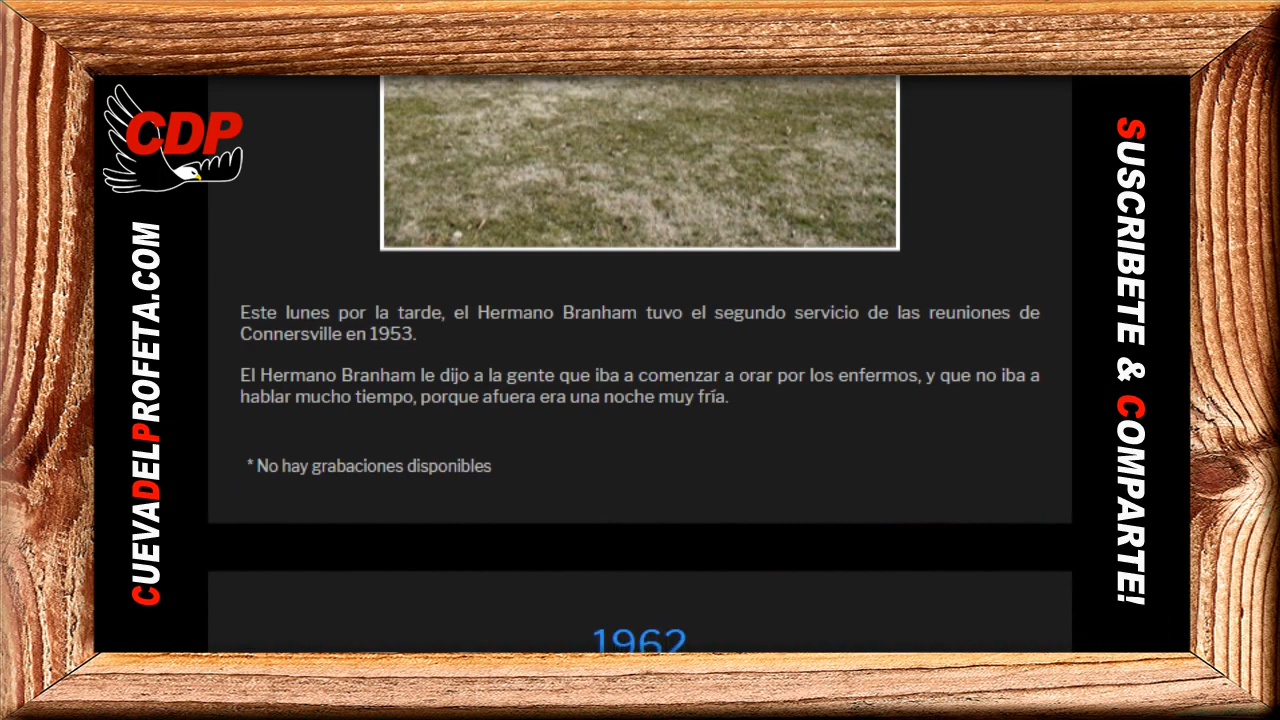 CDP
CUEVADELPROFETA.COM
SUSCRIBETE & COMPARTE!
Este lunes por la tarde, el Hermano Branham tuvo el segundo servicio de las reuniones de
Connersville en 1953.
El Hermano Branham le dijo a la gente que iba a comenzar a orar por los enfermos, y que no iba a
hablar mucho tiempo, porque afuera era una noche muy fría.
* No hay grabaciones disponibles
1962